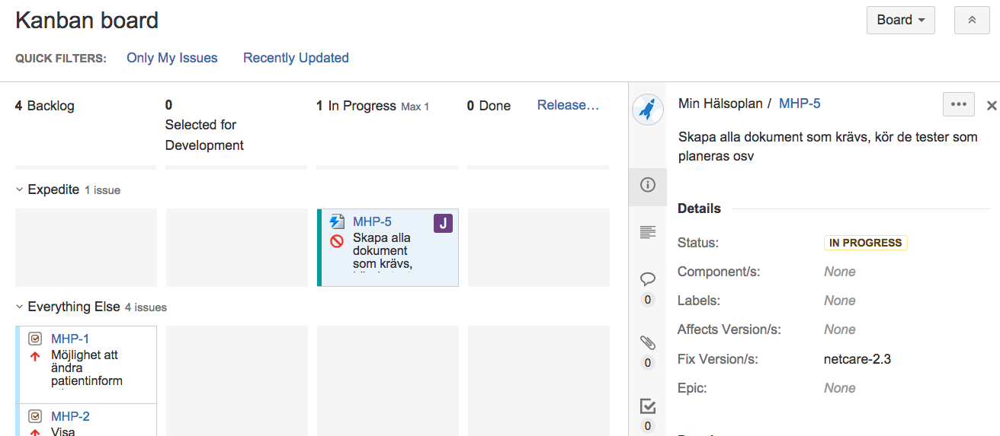 Kanban board
Board
QUICK FILTERS: Only My Issues Recently Updated
4 Backlog
0
Selected for
Development
1 In Progress Max 1
0 Done
Release...
Expedite 1 issue
MHP-5
J
Skapa alla
dokument
som krävs,
Everything Else 4 issues
MHP-1
Möjlighet att
ändra
patientinform
MHP-2
Visa
Min Hälsoplan / MHP-5
Skapa alla dokument som krävs, kör de tester som
planeras osv
0
0
0
Details
Status: IN PROGRESS
Component/s: None
Labels: None
Affects Version/s: None
Fix Version/s: netcare-2.3
Epic: None